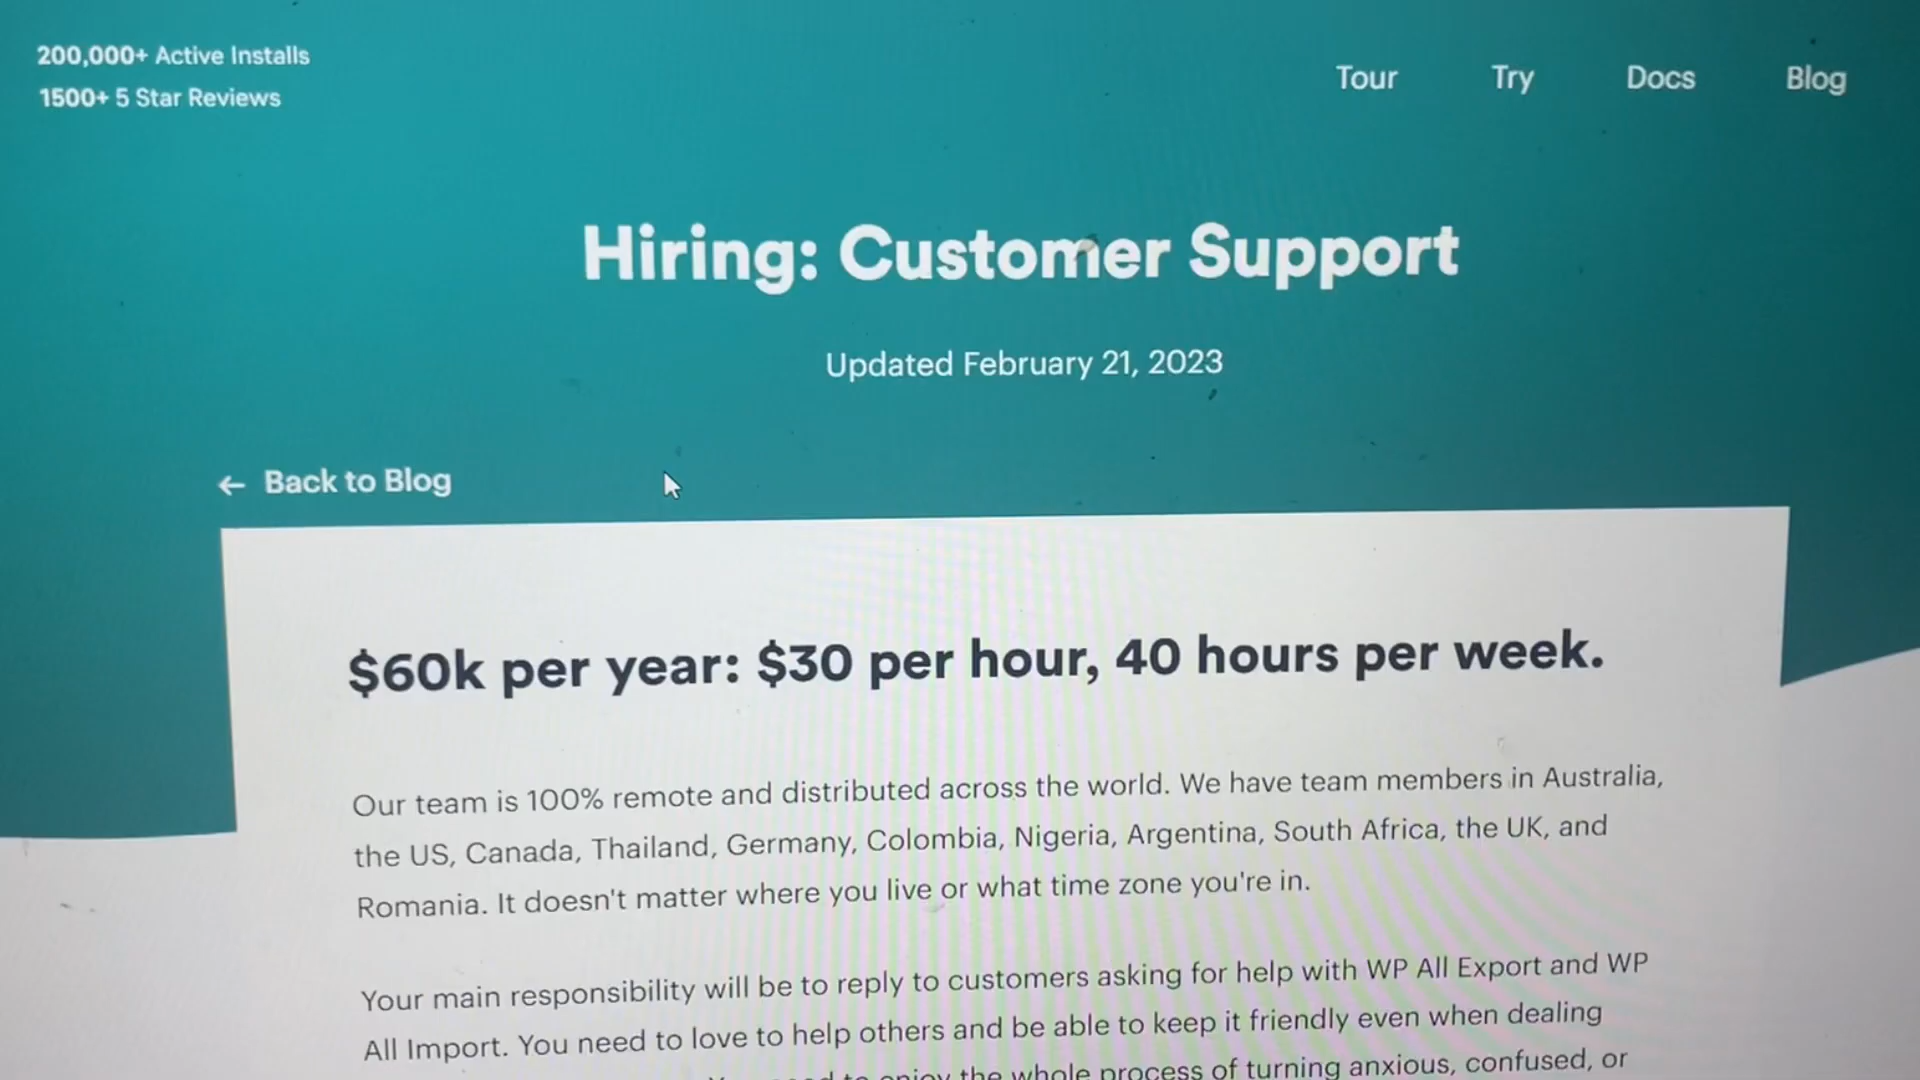 200,000+ Active Installs
1500+ 5 Star Reviews
Tour Try Docs Blog
Hiring: Customer Support
Updated February 21, 2023
← Back to Blog
$60k per year: $30 per hour, 40 hours per week.
Our team is 100% remote and distributed across the world. We have team members in Australia,
the US, Canada, Thailand, Germany, Colombia, Nigeria, Argentina, South Africa, the UK, and
Romania. It doesn't matter where you live or what time zone you're in.
Your main responsibility will be to reply to customers asking for help with WP All Export and WP
All Import. You need to love to help others and be able to keep it friendly even when dealing
to enjoy the whole process of turning anxious, confused, or